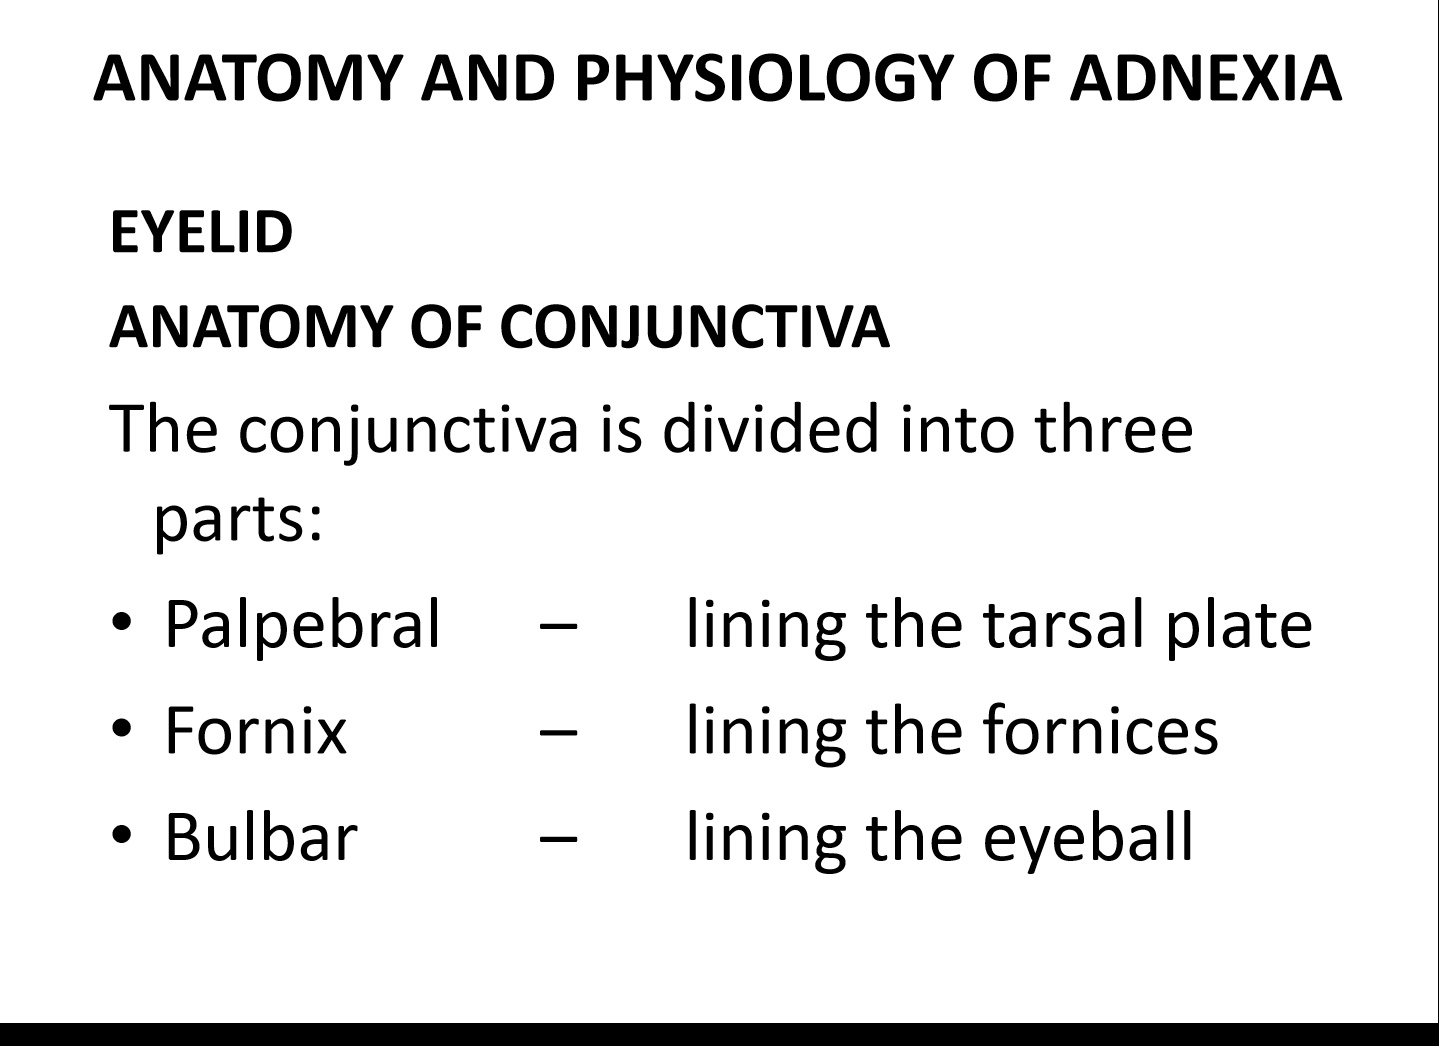 ANATOMY AND PHYSIOLOGY OF ADNEXIA
EYELID
ANATOMY OF CONJUNCTIVA
The conjunctiva is divided into three
parts:
• Palpebral – lining the tarsal plate
• Fornix – lining the fornices
• Bulbar – lining the eyeball